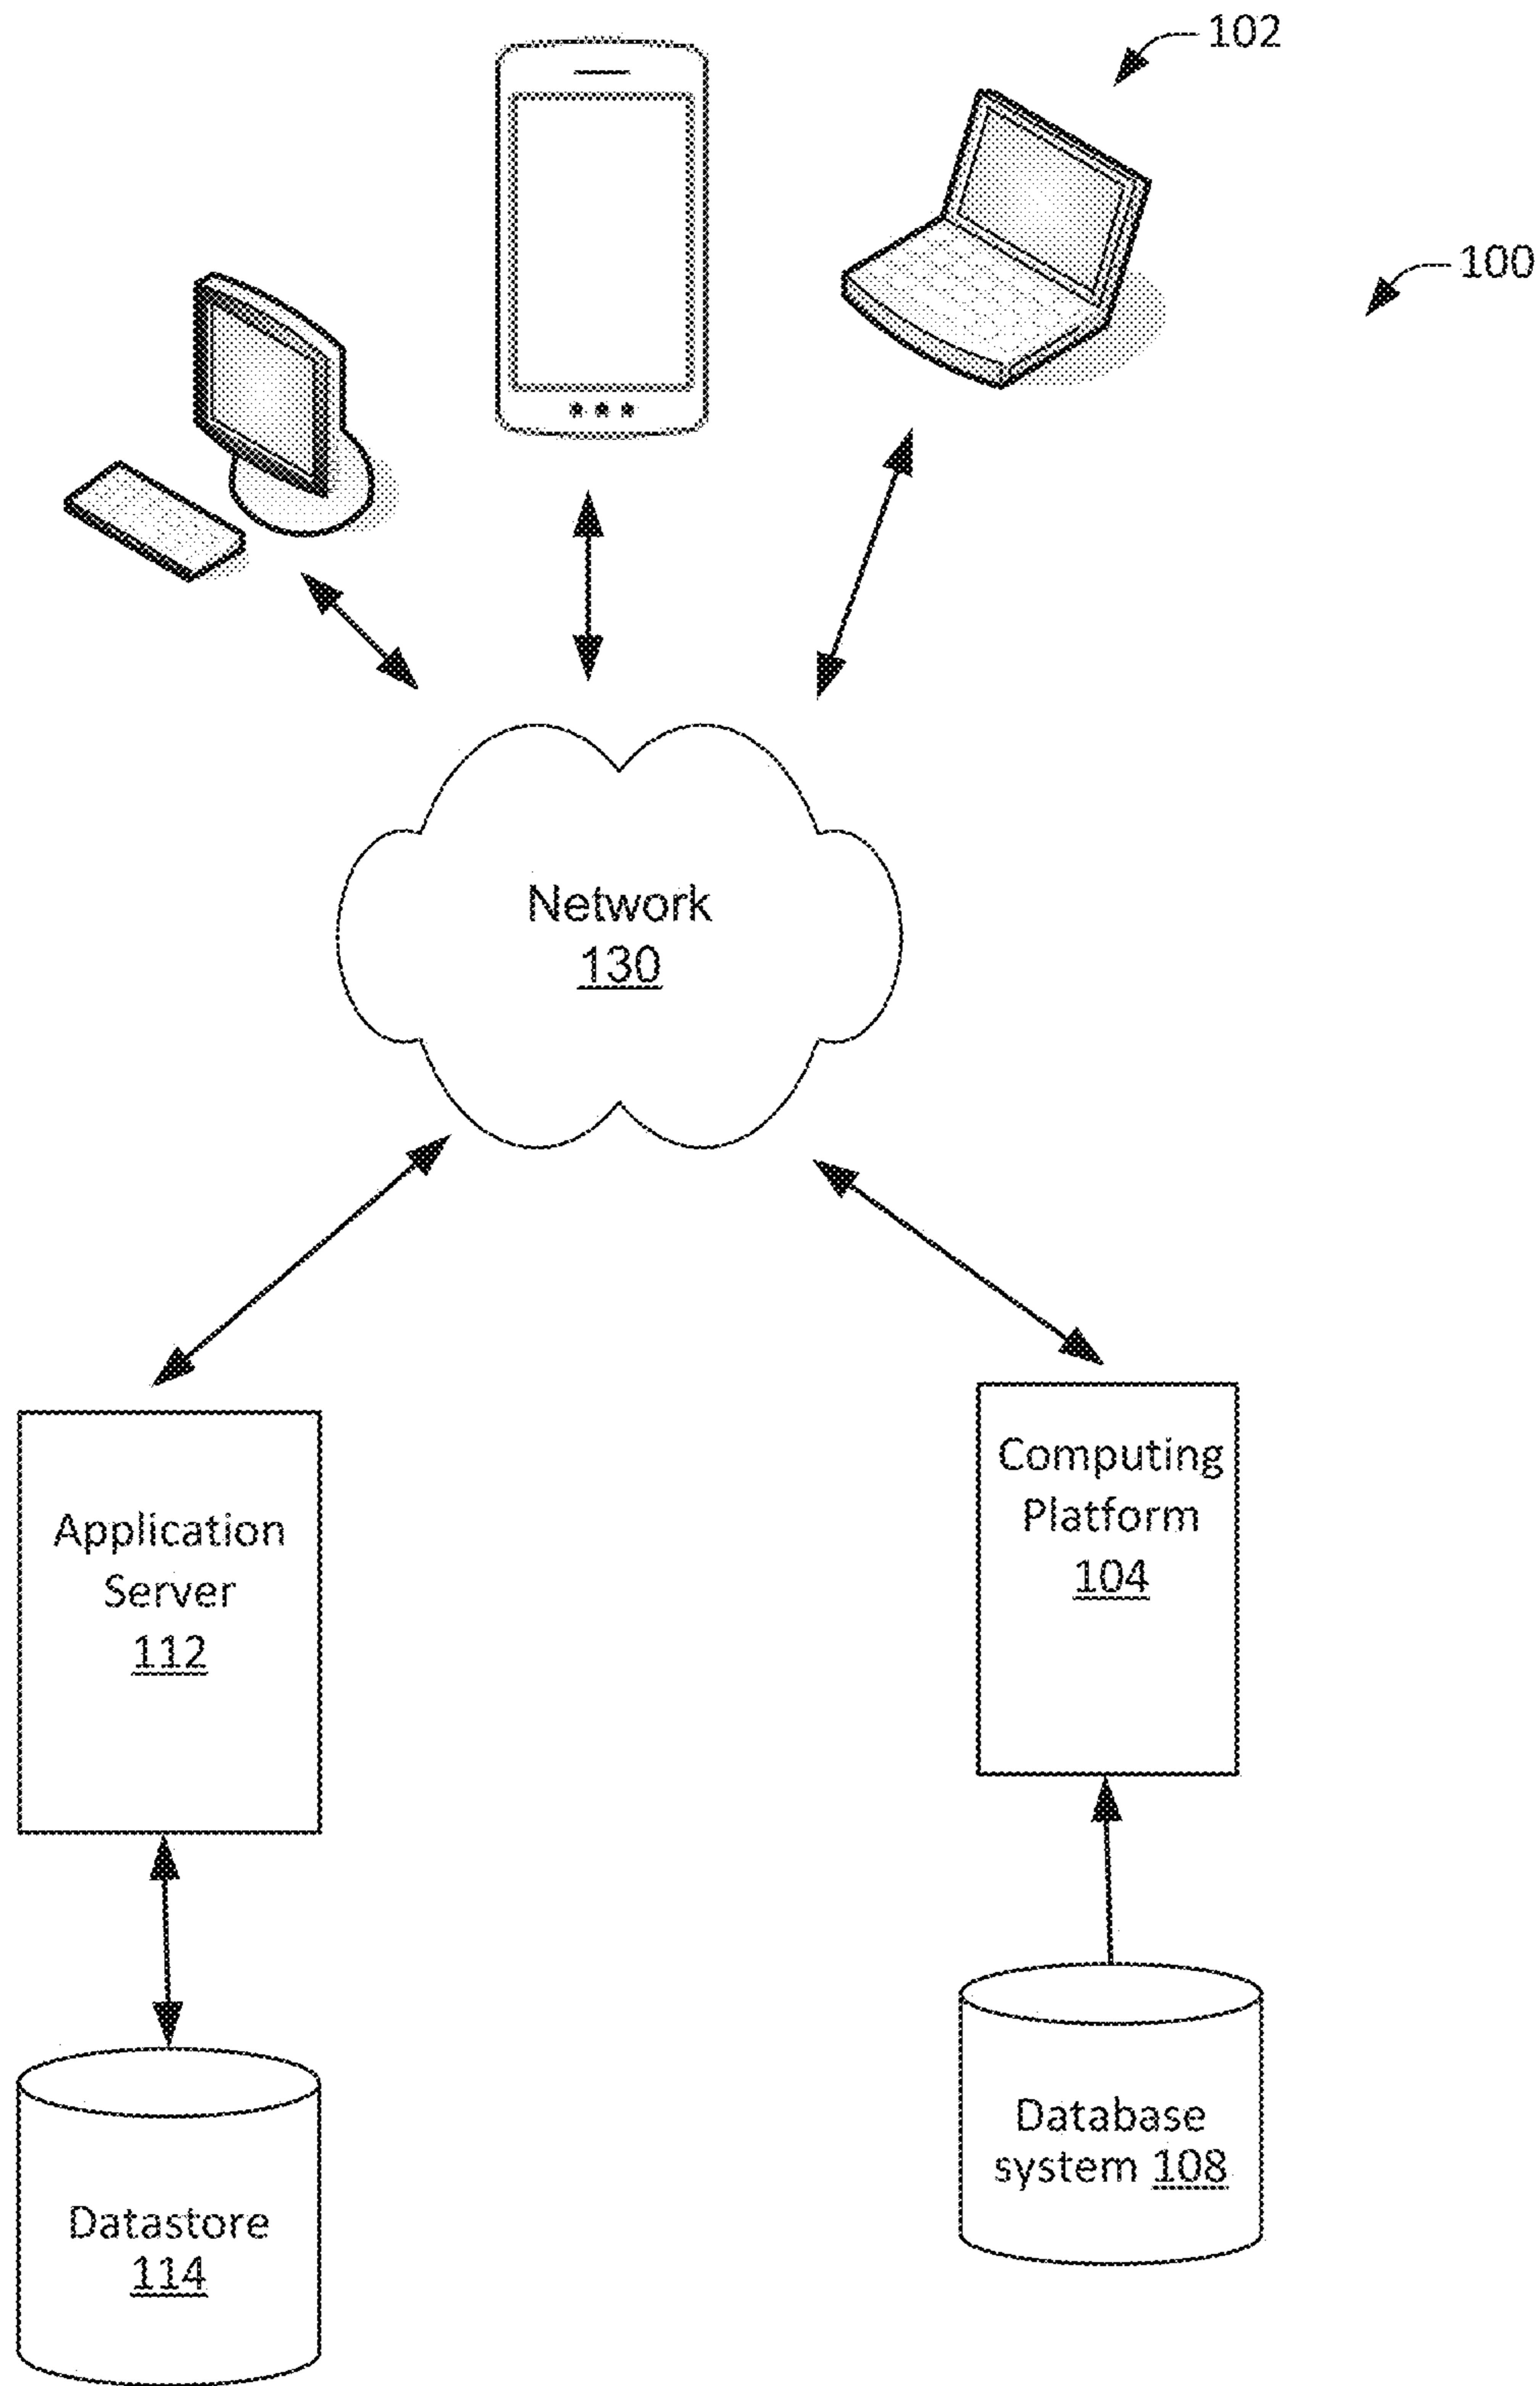 102
100
Network
130
Computing
Platform
104
Application
Server
112
Database
system 108
Datastore
114